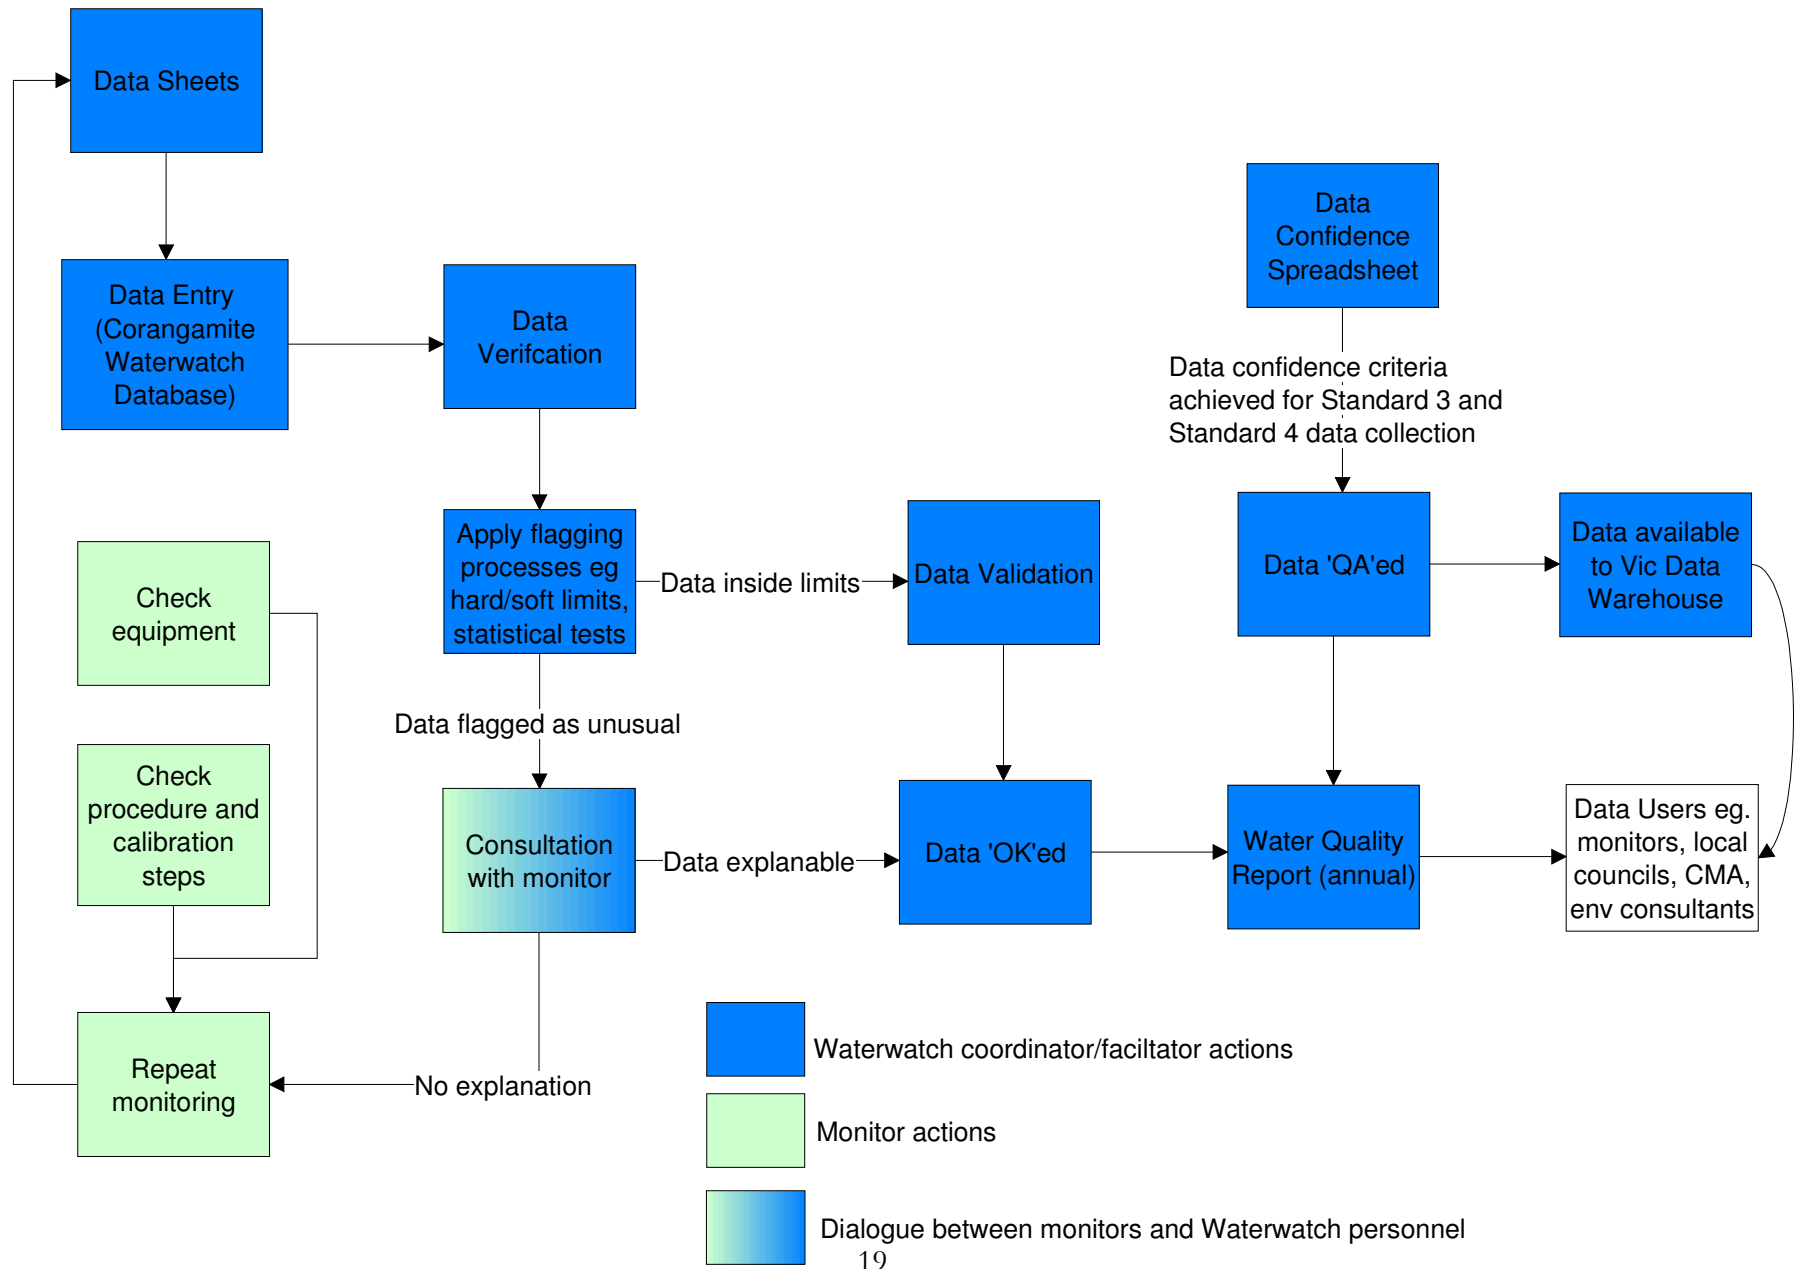 Data Sheets
Data Entry
(Corangamite
Waterwatch
Database)
Data
Verifcation
Data
Confidence
Spreadsheet
Data confidence criteria
achieved for Standard 3 and
Standard 4 data collection
Apply flagging
processes eg
hard/soft limits,
statistical tests
Data inside limits
Data Validation
Data 'QA'ed
Data available
to Vic Data
Warehouse
Check
equipment
Data flagged as unusual
Check
procedure and
calibration
steps
Consultation
with monitor
Data explanable
Data 'OK'ed
Water Quality
Report (annual)
Data Users eg.
monitors, local
councils, CMA,
env consultants
Repeat
monitoring
No explanation
Waterwatch coordinator/faciltator actions
Monitor actions
Dialogue between monitors and Waterwatch personnel
19